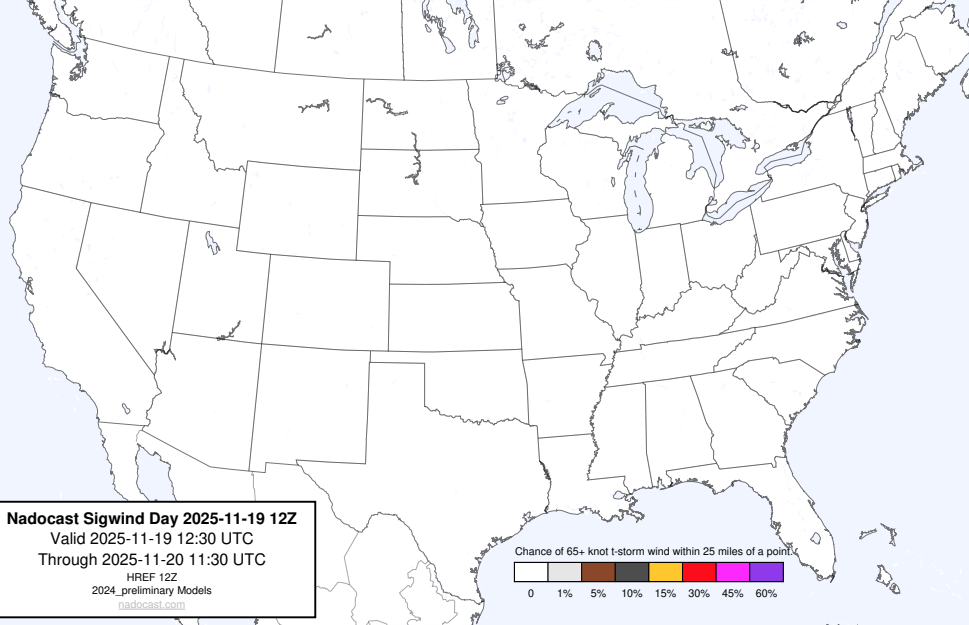 Nadocast Sigwind Day 2025-11-19 12Z
Valid 2025-11-19 12:30 UTC
Through 2025-11-20 11:30 UTC
HREF 12Z
2024_preliminary Models
nadocast.com
Chance of 65+ knot t-storm wind within 25 miles of a point.
0 1% 5% 10% 15% 30% 45% 60%